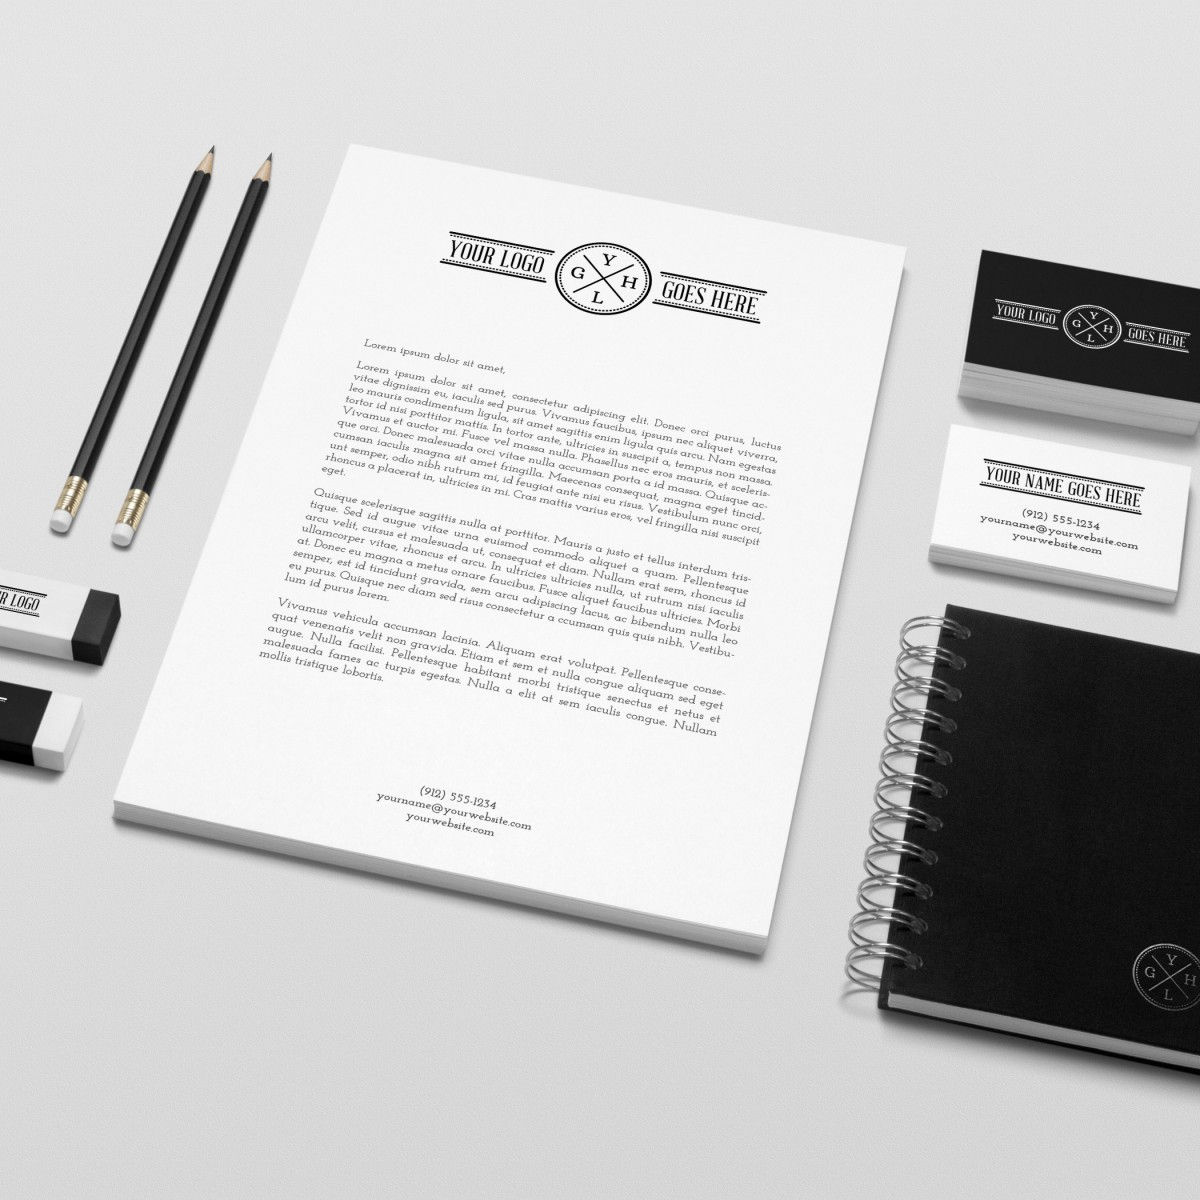 YOUR LOGO
Y
G H
L
GOES HERE
Lorem ipsum dolor sit amet,
Lorem ipsum dolor sit amet, consectetur adipiscing elit. Donec orci purus, luctus
vitae dignissim eu, iaculis sed purus. Vivamus faucibus, ipsum nec aliquet viverra,
leo mauris condimentum ligula, sit amet sagittis enim ligula quis arcu. Nam egestas
tortor id nisi porttitor mattis. In tortor ante, ultricies in suscipit a, tempus non massa.
Vivamus et auctor mi. Fusce vel massa nulla. Phasellus nec eros mauris, et sceleris-
que orci. Donec malesuada orci vitae nulla accumsan porta a id massa. Quisque ac-
cumsan iaculis magna sit amet fringilla. Maecenas consequat, magna eget tincid-
unt semper, odio nibh rutrum mi, id feugiat ante nisi eu risus. Vestibulum nunc orci,
rhoncus a placerat in, ultricies in mi. Cras mattis varius eros, vel fringilla nisi suscipit
eget.
Quisque scelerisque sagittis nulla at porttitor. Mauris a justo et tellus interdum tris-
tique. Sed id augue vitae urna euismod commodo aliquet a quam. Pellentesque
arcu velit, cursus et malesuada ut, consequat et diam. Nullam erat sem, rhoncus id
ullamcorper vitae, rhoncus et arcu. In ultricies ultricies nulla, ut rutrum nisi iaculis
at. Donec eu magna a metus ornare faucibus. Fusce aliquet faucibus ultricies. Morbi
semper, est id tincidunt gravida, sem arcu adipiscing lacus, ac bibendum nulla leo
eu purus. Quisque nec diam sed risus consectetur a ccumsan quis quis nibh. Vestibu-
lum id purus lorem.
Vivamus vehicula accumsan lacinia. Aliquam erat volutpat. Pellentesque conse-
quat venenatis velit non gravida. Etiam et sem et nulla congue aliquam sed eget
augue. Nulla facilisi. Pellentesque habitant morbi tristique senectus et netus et
malesuada fames ac turpis egestas. Nulla a elit at sem iaculis congue. Nullam
mollis tristique lobortis.
(912) 555-1234
yourname@yourwebsite.com
yourwebsite.com
YOUR LOGO
Y
G H
L
GOES HERE
YOUR NAME GOES HERE
(912) 555-1234
yourname@yourwebsite.com
yourwebsite.com
R LOGO
Y
G H
L